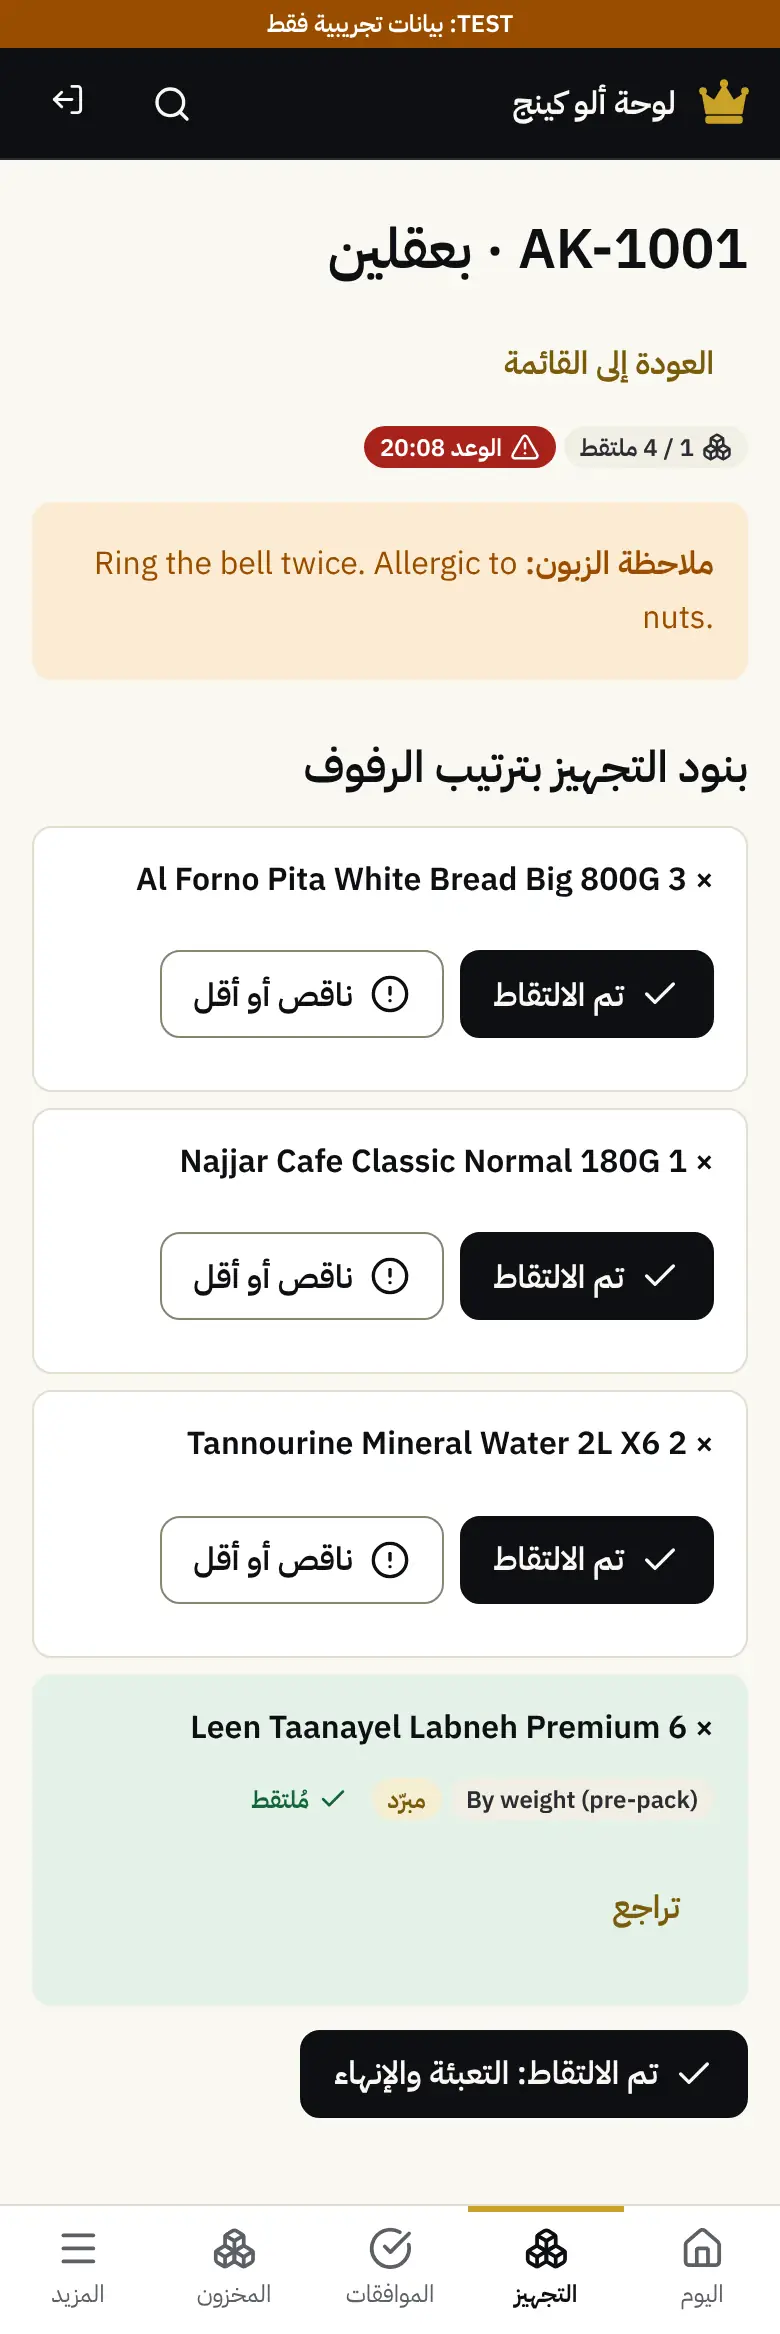 TEST: بيانات تجريبية فقط
لوحة ألو كينج
AK-1001 · بعقلين
العودة إلى القائمة
1 / 4 ملتقط
الوعد 20:08
ملاحظة الزبون: Ring the bell twice. Allergic to
nuts.
بنود التجهيز بترتيب الرفوف
Al Forno Pita White Bread Big 800G 3 ×
تم الالتقاط
ناقص أو أقل
Najjar Cafe Classic Normal 180G 1 ×
تم الالتقاط
ناقص أو أقل
Tannourine Mineral Water 2L X6 2 ×
تم الالتقاط
ناقص أو أقل
Leen Taanayel Labneh Premium 6 ×
By weight (pre-pack)
مبرّد
مُلتقط
تراجع
تم الالتقاط: التعبئة والإنهاء
اليوم
التجهيز
الموافقات
المخزون
المزيد